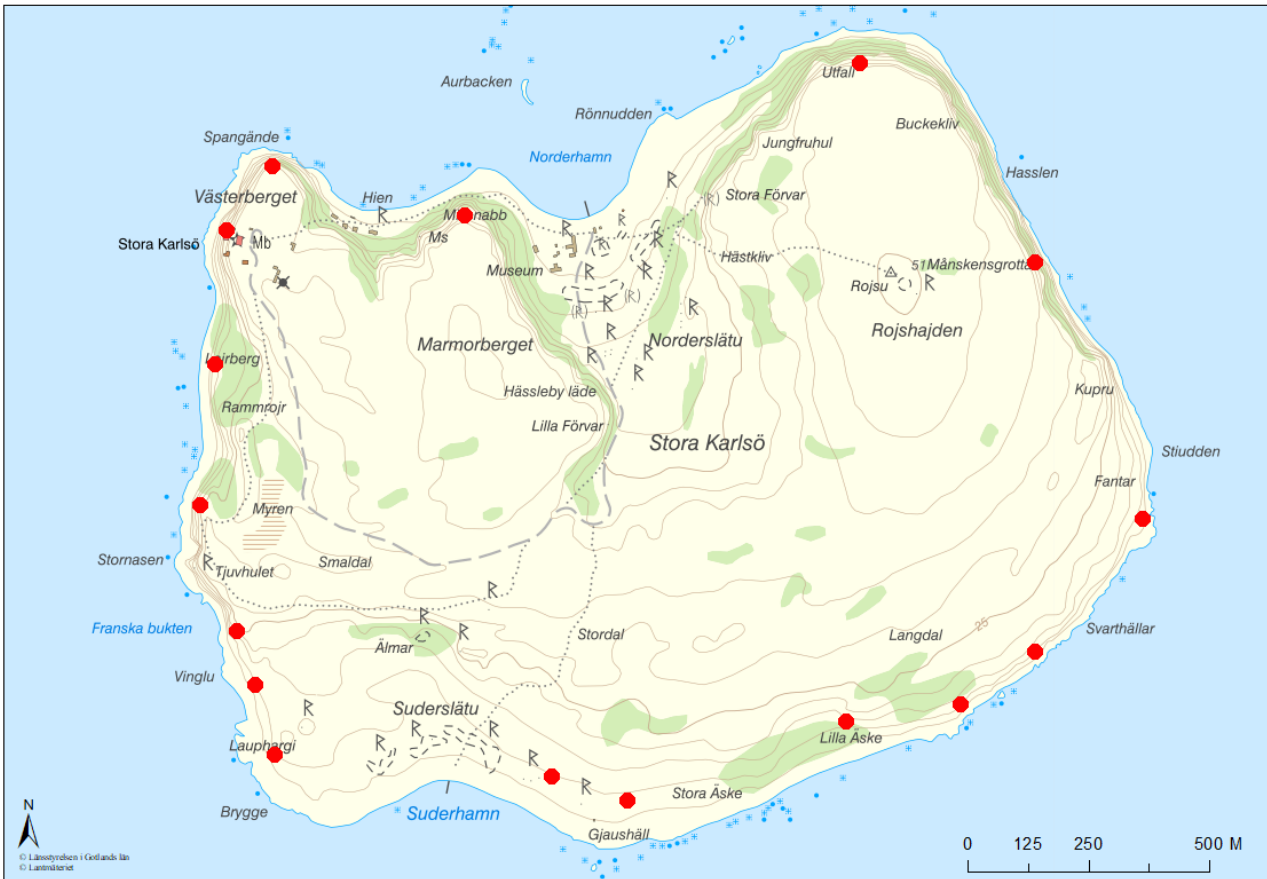 Utfall
Aurbacken
Rönnudden
Buckekliv
Spangände
Jungfruhul
Norderhamn
Hasslen
Västerberget
Hien
Stora Förvar
(R)
Stora Karlsö
Mb
Ms
Museum
Hästkliv
51
Månskensgrotta
Rojsu
(R)
(R)
Rojshajden
Marmorberget
Norderslätu
Lairberg
Hässleby läde
Kupru
Rammrojr
Lilla Förvar
Stora Karlsö
Stiudden
Fantar
Myren
Stornasen
Smaldal
Tjuvhulet
Franska bukten
25
Svarthällar
Älmar
Stordal
Langdal
Vinglu
Suderslätu
Lauphargi
Lilla Äske
Stora Äske
Brygge
Suderhamn
Gjaushäll
N
© Länsstyrelsen i Gotlands län
© Lantmäteriet
0 125 250 500 M